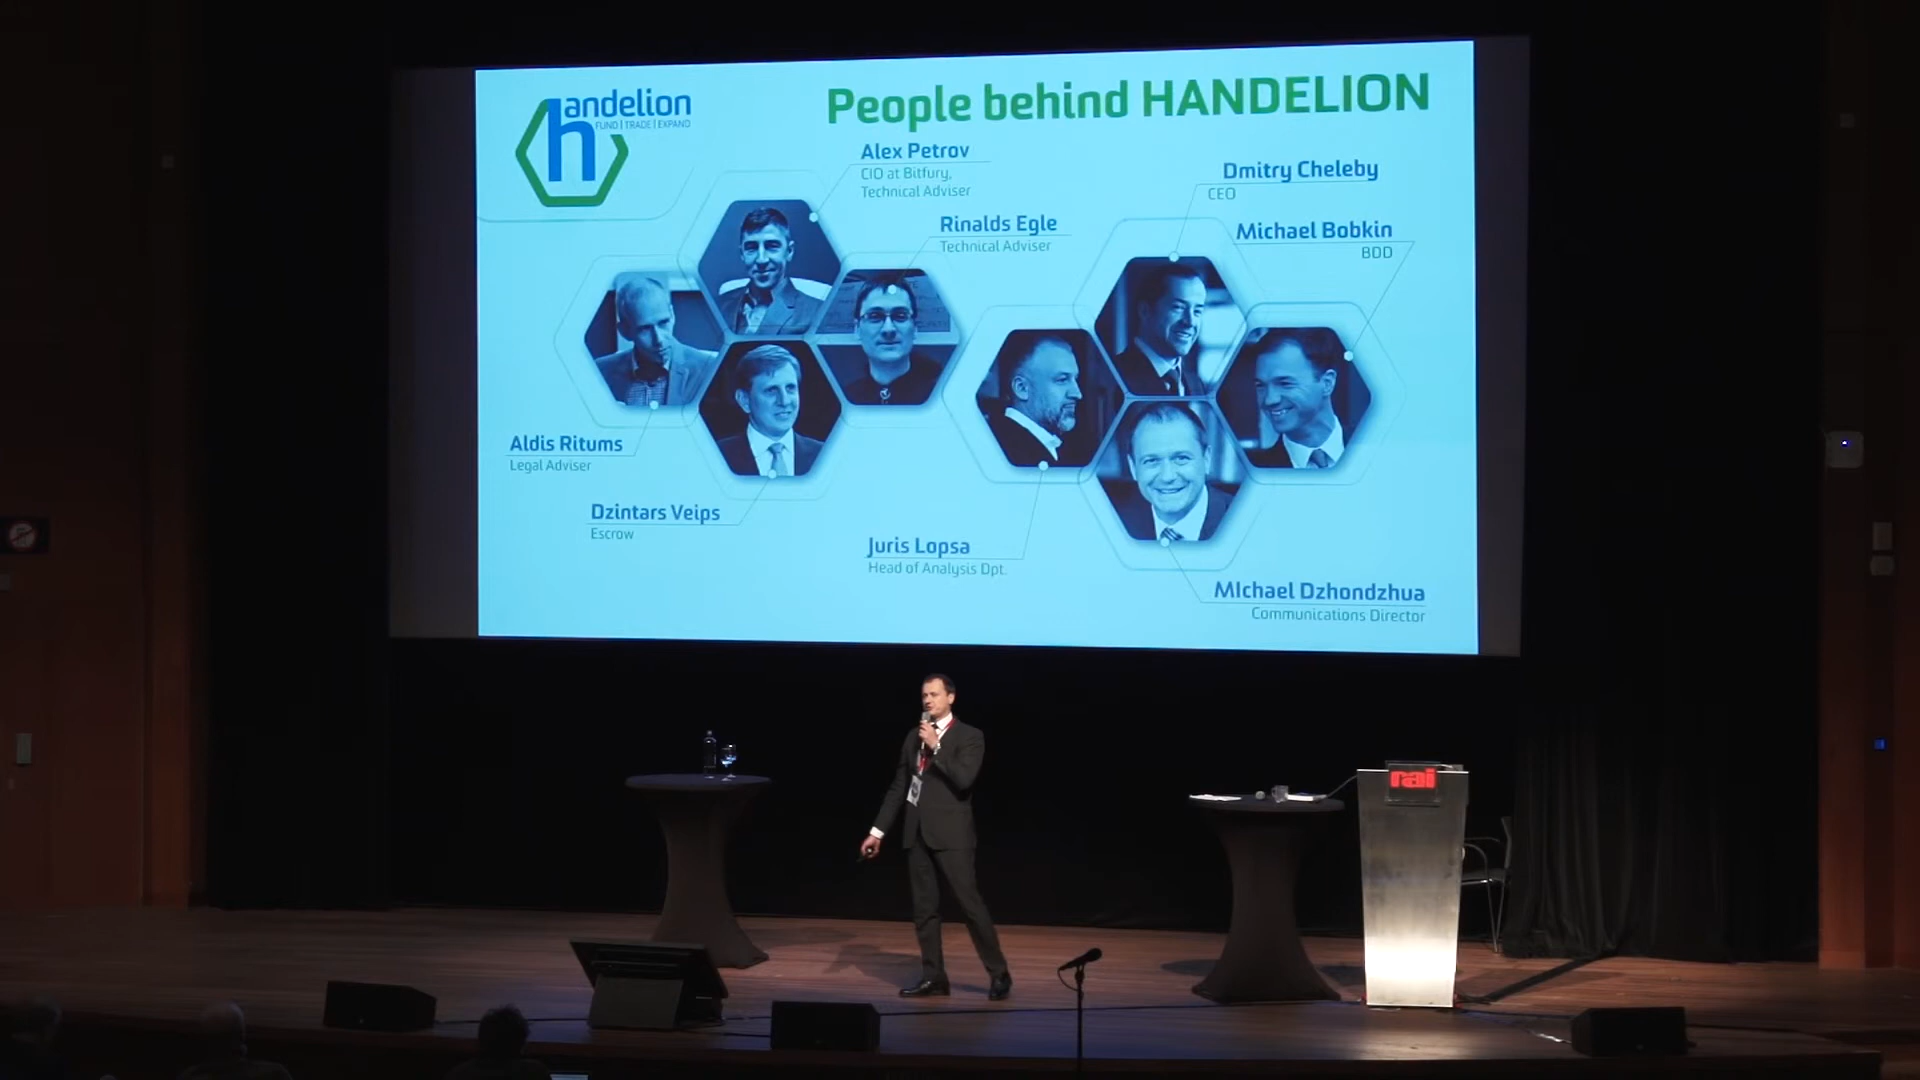 handelion
FUND | TRADE | EXPAND
People behind HANDELION
Alex Petrov
CIO at Bitfury,
Technical Adviser
Rinalds Egle
Technical Adviser
Dmitry Cheleby
CEO
Michael Bobkin
BDD
Aldis Ritums
Legal Adviser
Dzintars Veips
Escrow
Juris Lopsa
Head of Analysis Dpt.
MIchael Dzhondzhua
Communications Director
rai